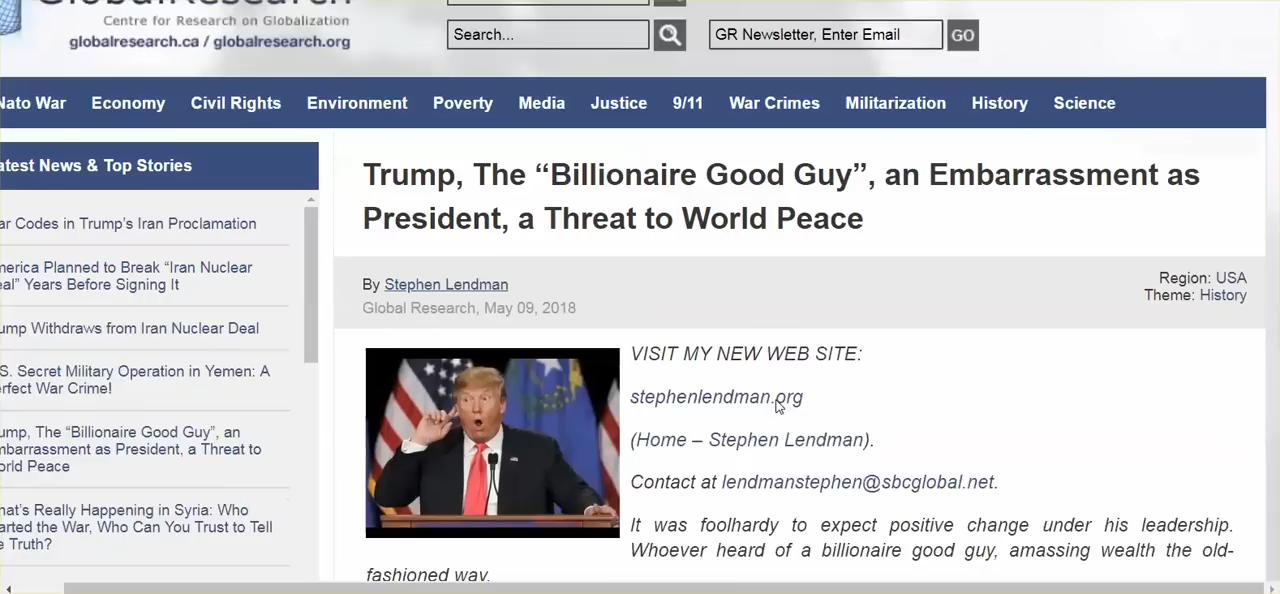 GlobalResearch
Centre for Research on Globalization
globalresearch.ca / globalresearch.org
Search...
GR Newsletter, Enter Email
GO
Nato War Economy Civil Rights Environment Poverty Media Justice 9/11 War Crimes Militarization History Science
atest News & Top Stories
ar Codes in Trump's Iran Proclamation
merica Planned to Break “Iran Nuclear
eal” Years Before Signing It
ump Withdraws from Iran Nuclear Deal
.S. Secret Military Operation in Yemen: A
rfect War Crime!
ump, The “Billionaire Good Guy”, an
mbarrassment as President, a Threat to
orld Peace
hat's Really Happening in Syria: Who
arted the War, Who Can You Trust to Tell
e Truth?
Trump, The “Billionaire Good Guy”, an Embarrassment as
President, a Threat to World Peace
By Stephen Lendman
Global Research, May 09, 2018
Region: USA
Theme: History
VISIT MY NEW WEB SITE:
stephenlendman.org
(Home – Stephen Lendman).
Contact at lendmanstephen@sbcglobal.net.
It was foolhardy to expect positive change under his leadership.
Whoever heard of a billionaire good guy, amassing wealth the old-
fashioned way.